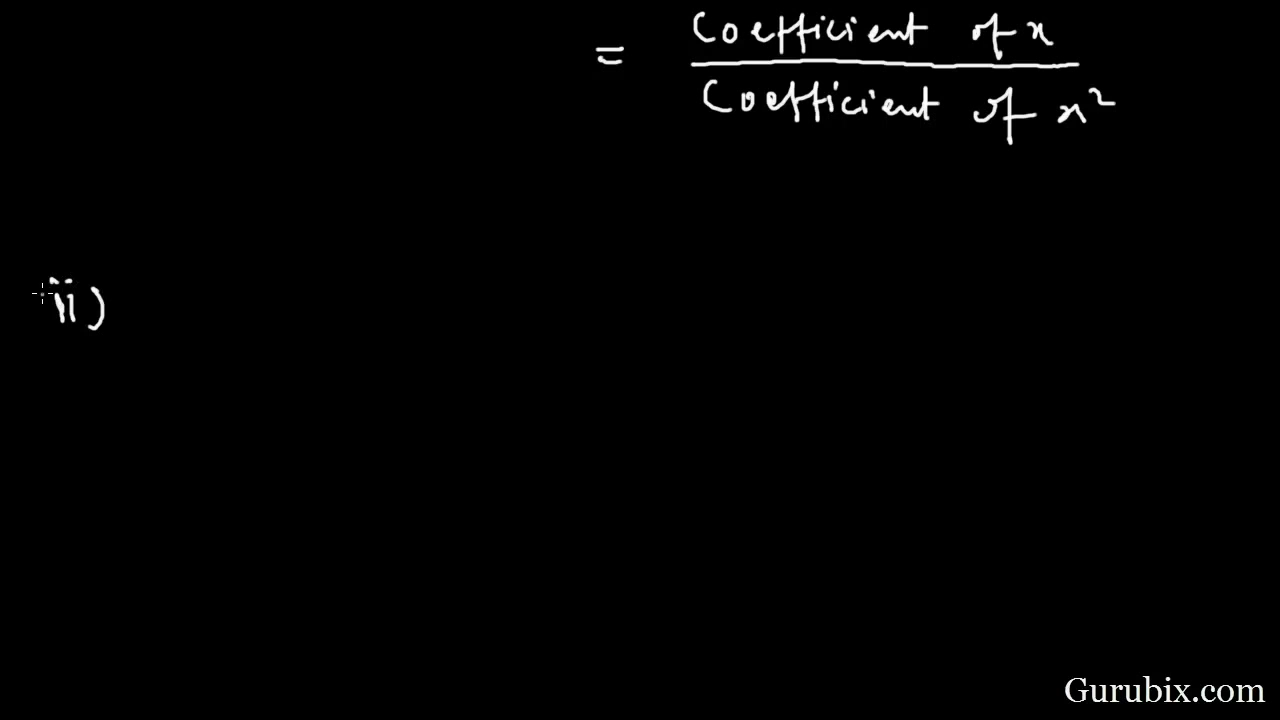 = Coefficient of x
Coefficient of x²
ii)
Gurubix.com